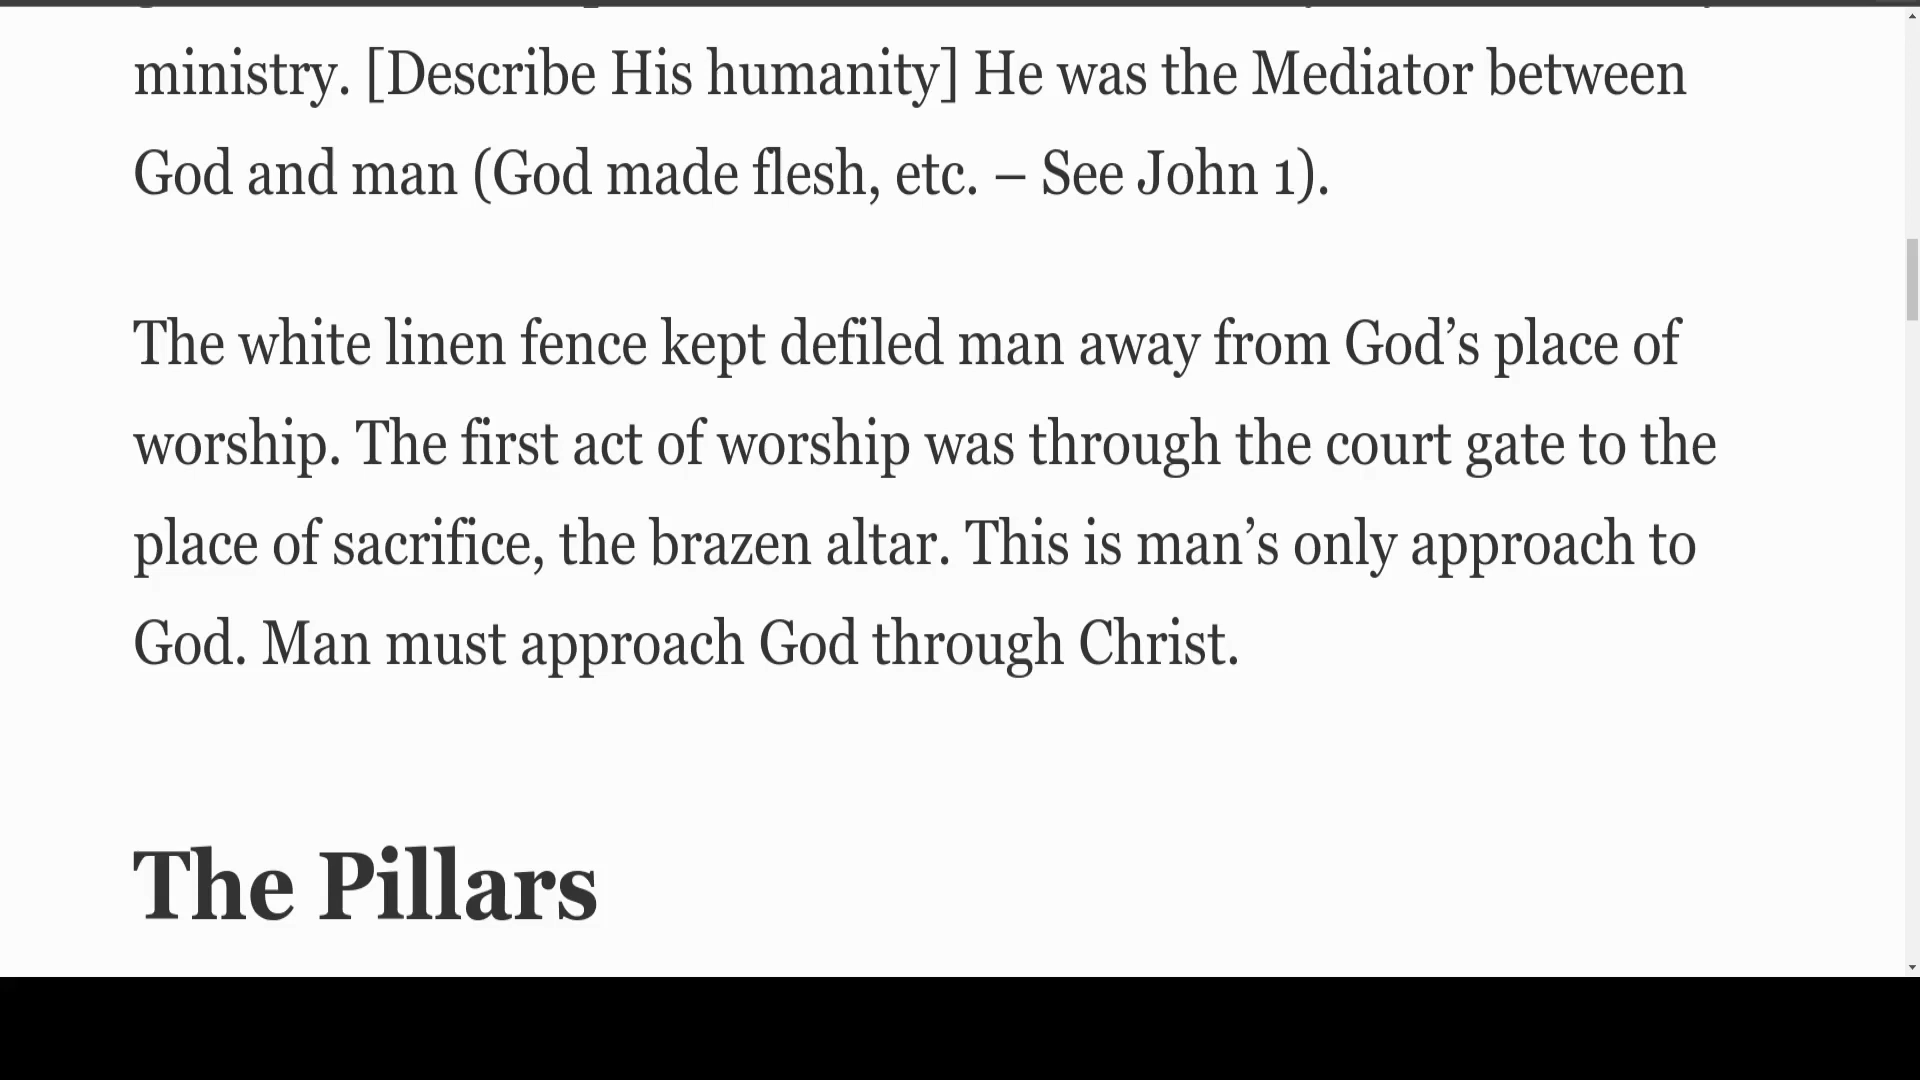 ministry. [Describe His humanity] He was the Mediator between
God and man (God made flesh, etc. – See John 1).
The white linen fence kept defiled man away from God’s place of
worship. The first act of worship was through the court gate to the
place of sacrifice, the brazen altar. This is man’s only approach to
God. Man must approach God through Christ.
The Pillars